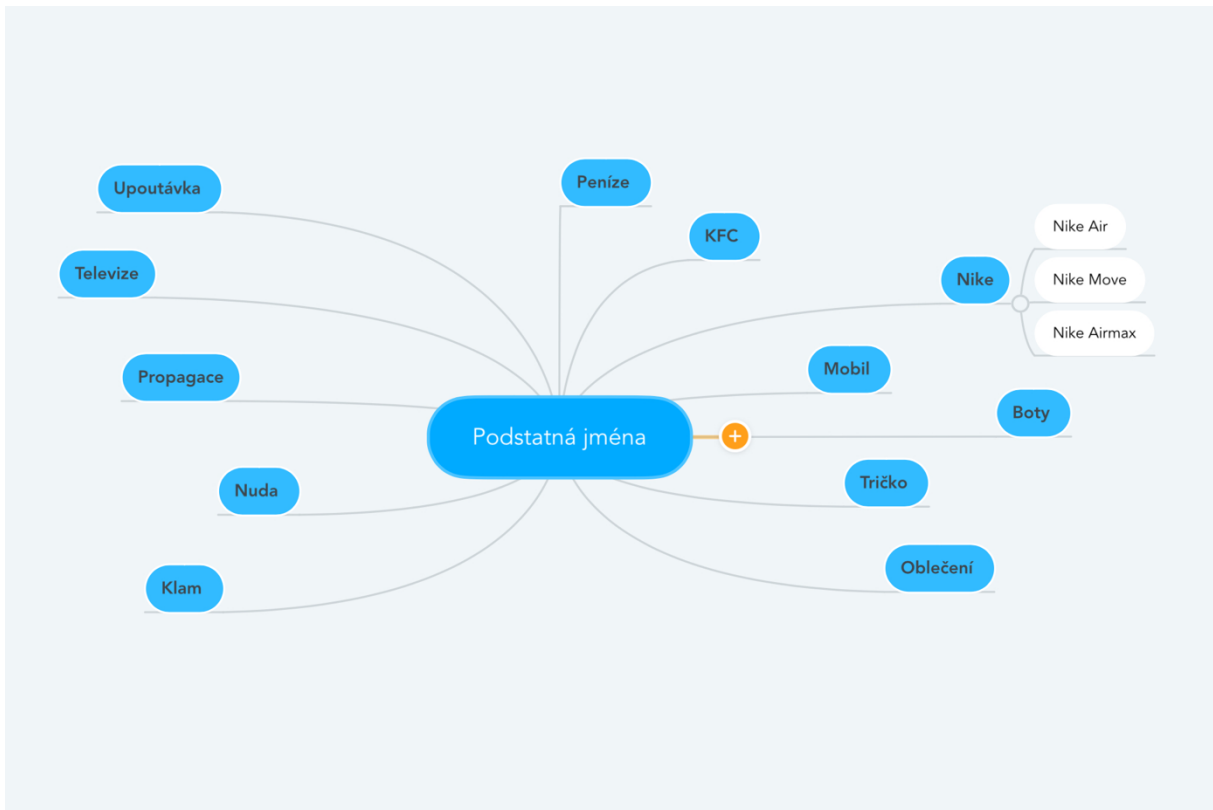 Upoutávka
Peníze
KFC
Televize
Nike
Nike Air
Nike Move
Nike Airmax
Propagace
Mobil
Boty
Podstatná jména
Nuda
Tričko
Klam
Oblečení